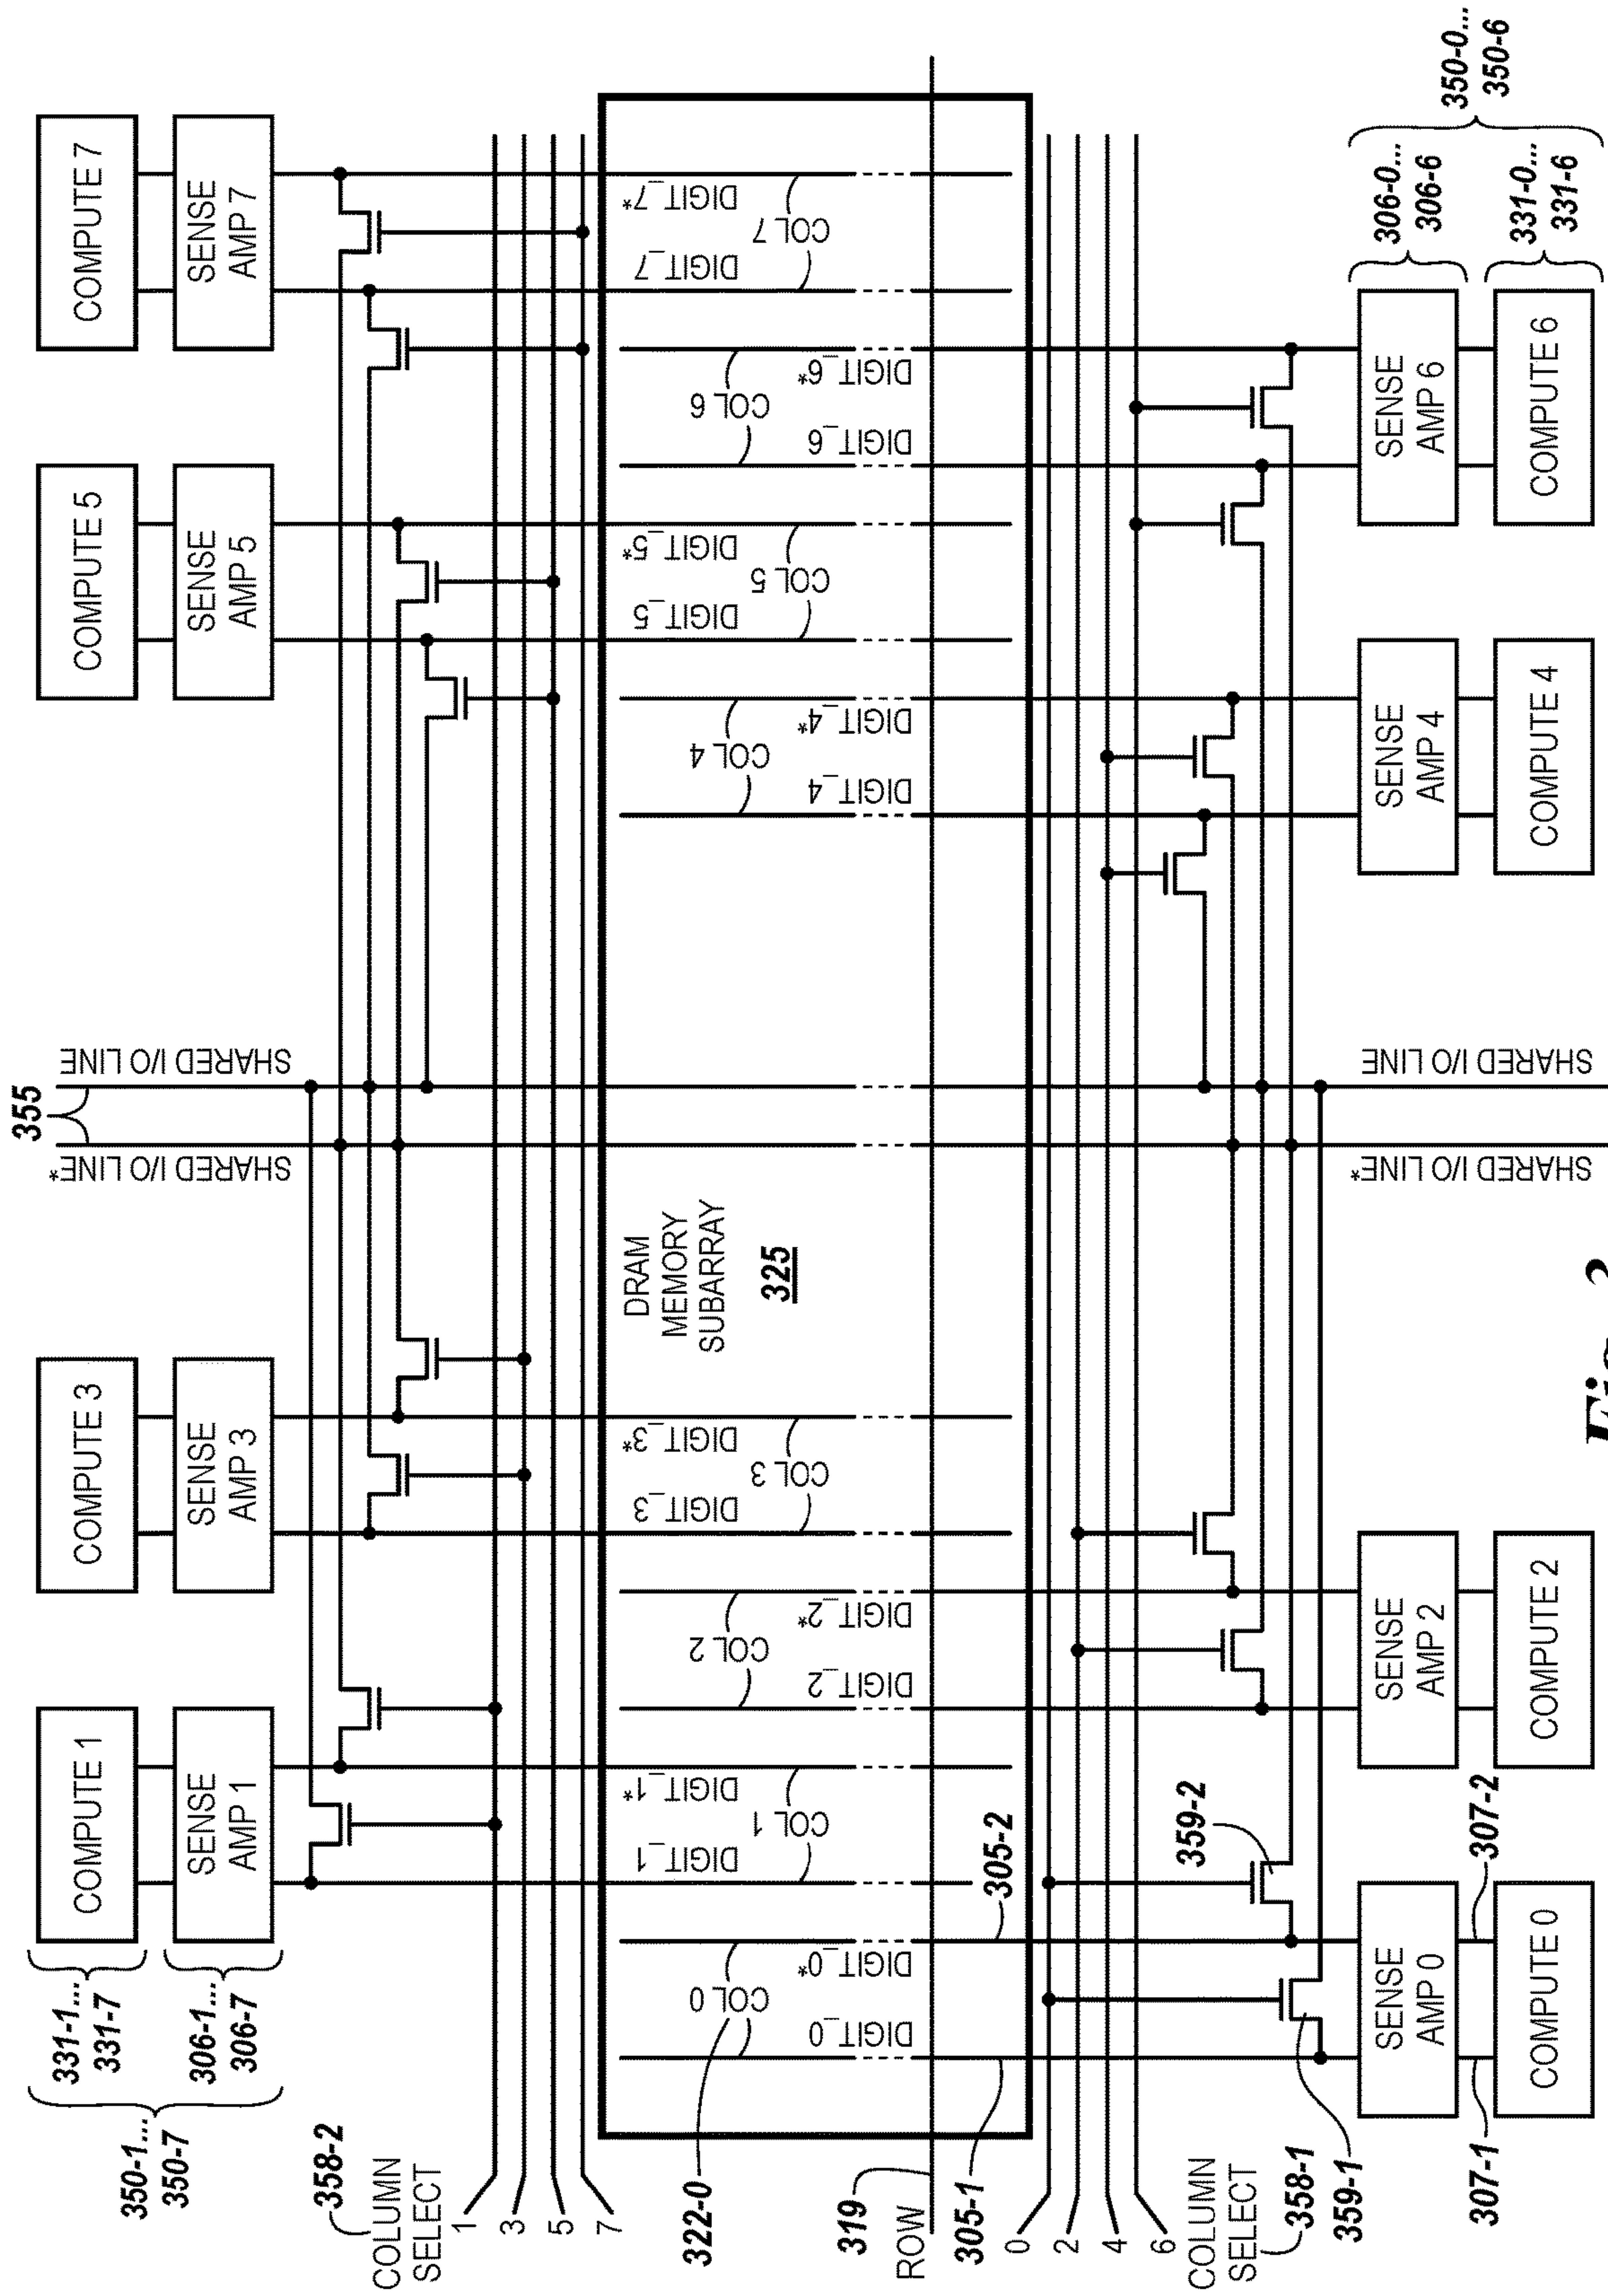 355
350-1...
350-7
331-1...
331-7
COMPUTE 1
COMPUTE 3
COMPUTE 5
COMPUTE 7
306-1...
306-7
SENSE
AMP 1
SENSE
AMP 3
SENSE
AMP 5
SENSE
AMP 7
SHARED I/O LINE*
SHARED I/O LINE
358-2
COLUMN
SELECT
1
3
5
7
DRAM
MEMORY
SUBARRAY
325
322-0
DIGIT_0
COL 0
DIGIT_0*
DIGIT_1
COL 1
DIGIT_1*
DIGIT_2
COL 2
DIGIT_2*
DIGIT_3
COL 3
DIGIT_3*
DIGIT_4
COL 4
DIGIT_4*
DIGIT_5
COL 5
DIGIT_5*
DIGIT_6
COL 6
DIGIT_6*
DIGIT_7
COL 7
DIGIT_7*
319
ROW
305-1
305-2
0
2
4
6
COLUMN
SELECT
358-1
359-1
359-2
SHARED I/O LINE*
SHARED I/O LINE
SENSE
AMP 0
SENSE
AMP 2
SENSE
AMP 4
SENSE
AMP 6
306-0...
306-6
350-0...
350-6
307-1
307-2
COMPUTE 0
COMPUTE 2
COMPUTE 4
COMPUTE 6
331-0...
331-6
Fig.